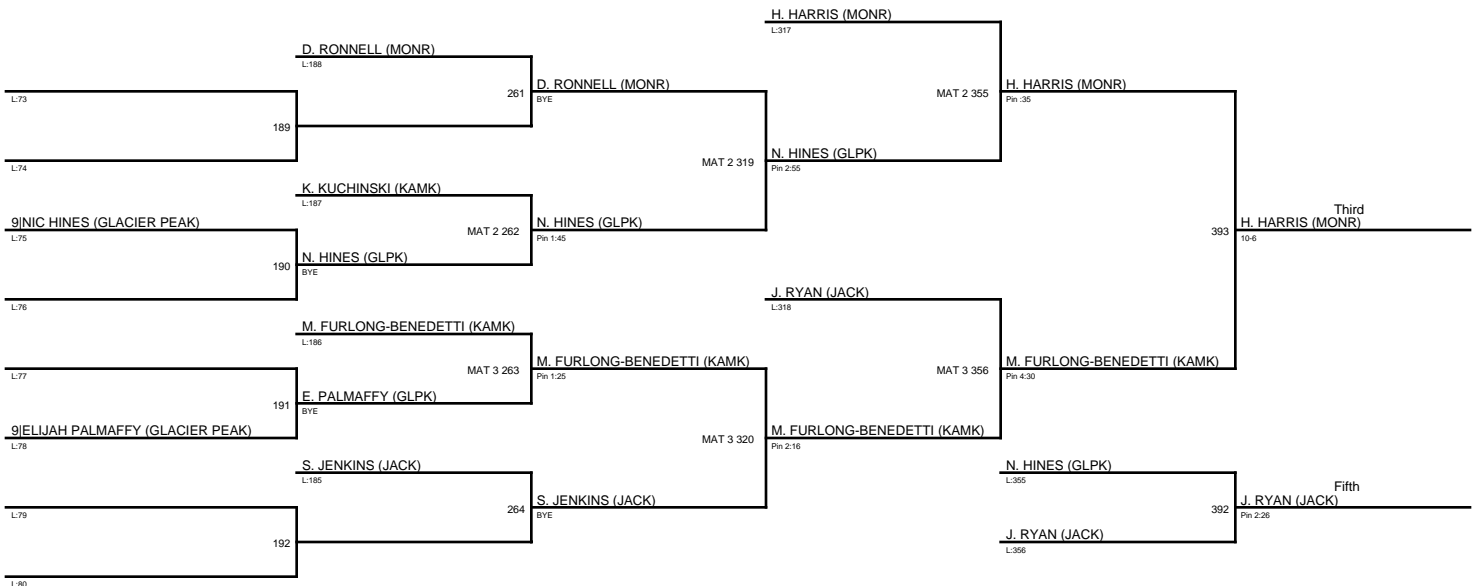 H. HARRIS (MONR)
L:317
D. RONNELL (MONR)
L:188
261
D. RONNELL (MONR)
BYE
MAT 2 355
H. HARRIS (MONR)
Pin :35
L:73
189
L:74
MAT 2 319
N. HINES (GLPK)
Pin 2:55
K. KUCHINSKI (KAMK)
L:187
9|NIC HINES (GLACIER PEAK)
L:75
MAT 2 262
N. HINES (GLPK)
Pin 1:45
393
Third
H. HARRIS (MONR)
10-6
190
N. HINES (GLPK)
BYE
L:76
J. RYAN (JACK)
L:318
M. FURLONG-BENEDETTI (KAMK)
L:186
L:77
MAT 3 263
M. FURLONG-BENEDETTI (KAMK)
Pin 1:25
MAT 3 356
M. FURLONG-BENEDETTI (KAMK)
Pin 4:30
191
E. PALMAFFY (GLPK)
BYE
9|ELIJAH PALMAFFY (GLACIER PEAK)
L:78
MAT 3 320
M. FURLONG-BENEDETTI (KAMK)
Pin 2:16
S. JENKINS (JACK)
L:185
N. HINES (GLPK)
L:355
L:79
264
S. JENKINS (JACK)
BYE
392
Fifth
J. RYAN (JACK)
Pin 2:26
192
J. RYAN (JACK)
L:356
L:80